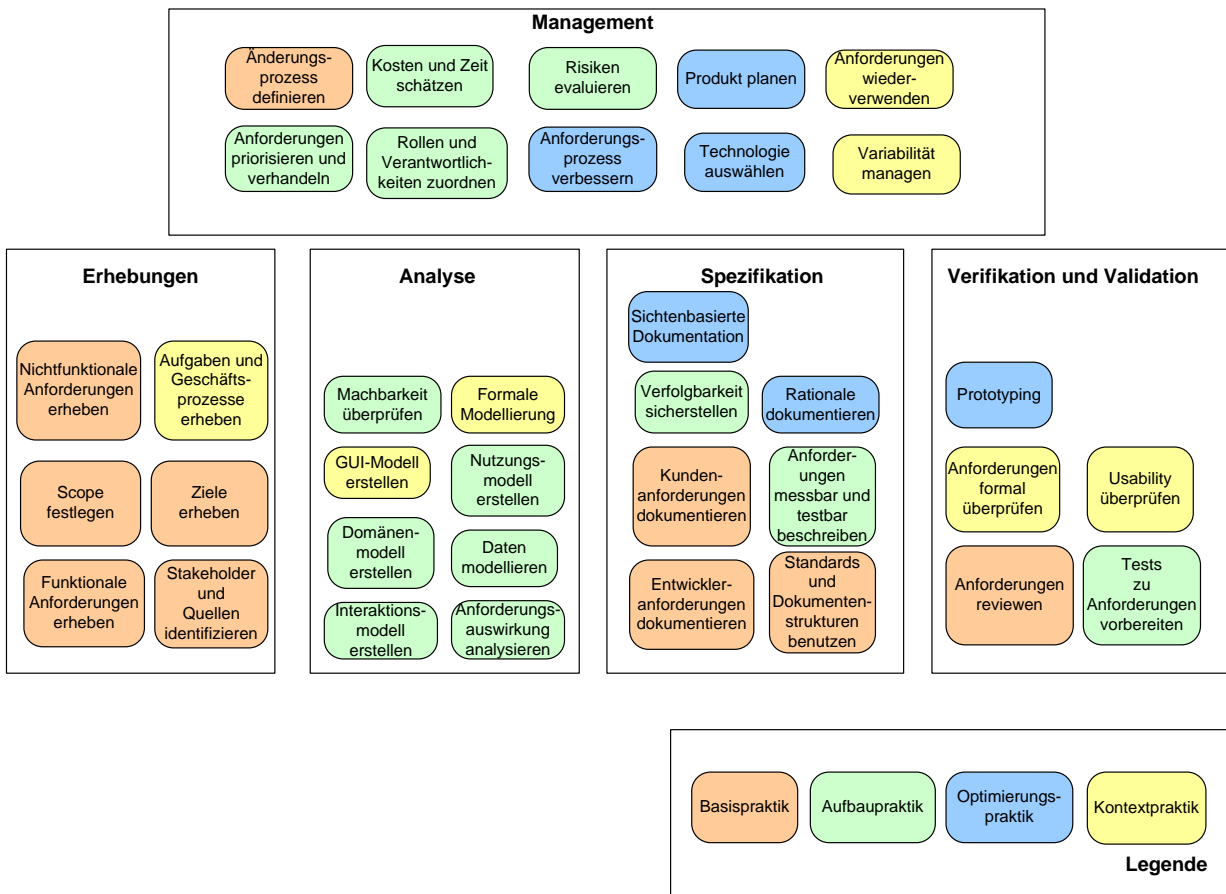 Management
Änderungs-
prozess
definieren
Kosten und Zeit
schätzen
Risiken
evaluieren
Produkt planen
Anforderungen
wieder-
verwenden
Anforderungen
priorisieren und
verhandeln
Rollen und
Verantwortlich-
keiten zuordnen
Anforderungs-
prozess
verbessern
Technologie
auswählen
Variabilität
managen
Erhebungen
Nichtfunktionale
Anforderungen
erheben
Aufgaben und
Geschäfts-
prozesse
erheben
Scope
festlegen
Ziele
erheben
Funktionale
Anforderungen
erheben
Stakeholder
und
Quellen
identifizieren
Analyse
Machbarkeit
überprüfen
Formale
Modellierung
GUI-Modell
erstellen
Nutzungs-
modell
erstellen
Domänen-
modell
erstellen
Daten
modellieren
Interaktions-
modell
erstellen
Anforderungs-
auswirkung
analysieren
Spezifikation
Sichtenbasierte
Dokumentation
Verfolgbarkeit
sicherstellen
Rationale
dokumentieren
Kunden-
anforderungen
dokumentieren
Anforder-
ungen
messbar und
testbar
beschreiben
Entwickler-
anforderungen
dokumentieren
Standards
und
Dokumenten-
strukturen
benutzen
Verifikation und Validation
Prototyping
Anforderungen
formal
überprüfen
Usability
überprüfen
Anforderungen
reviewen
Tests
zu
Anforderungen
vorbereiten
Basispraktik
Aufbaupraktik
Optimierungs-
praktik
Kontextpraktik
Legende